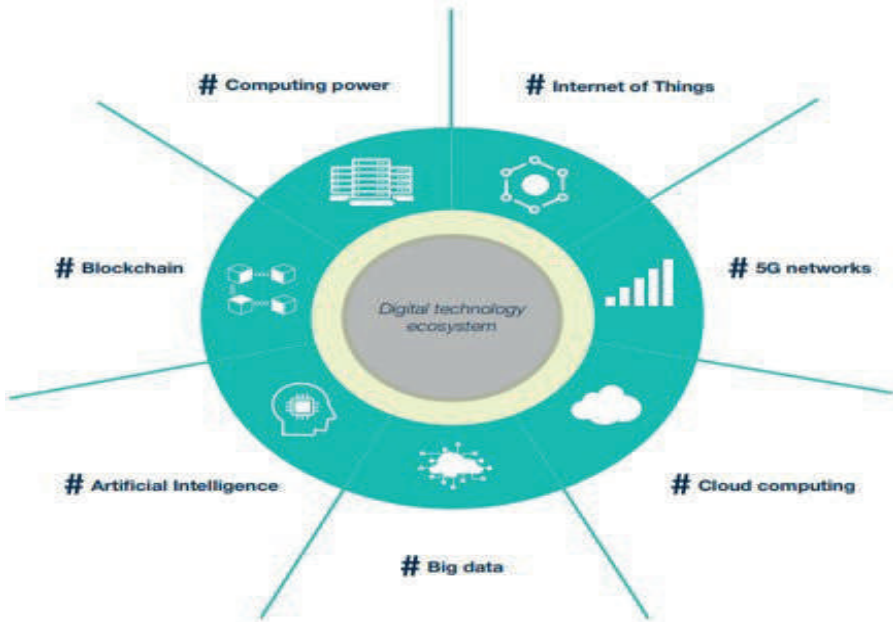 # Computing power
# Internet of Things
# Blockchain
# 5G networks
Digital technology
ecosystem
# Artificial Intelligence
# Cloud computing
# Big data